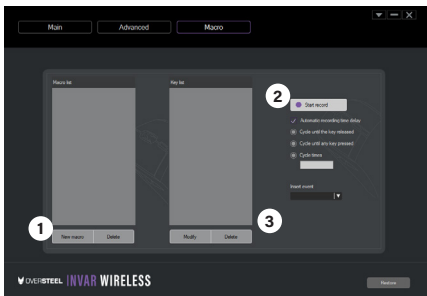 Main Advanced Macro
Macro list Key list
2
Start record
Automatic recording time delay
Cycle until the key released
Cycle until any key pressed
Cycle times
Insert event
1 3
New macro Delete Modify Delete
OVERSTEEL INVAR WIRELESS Restore